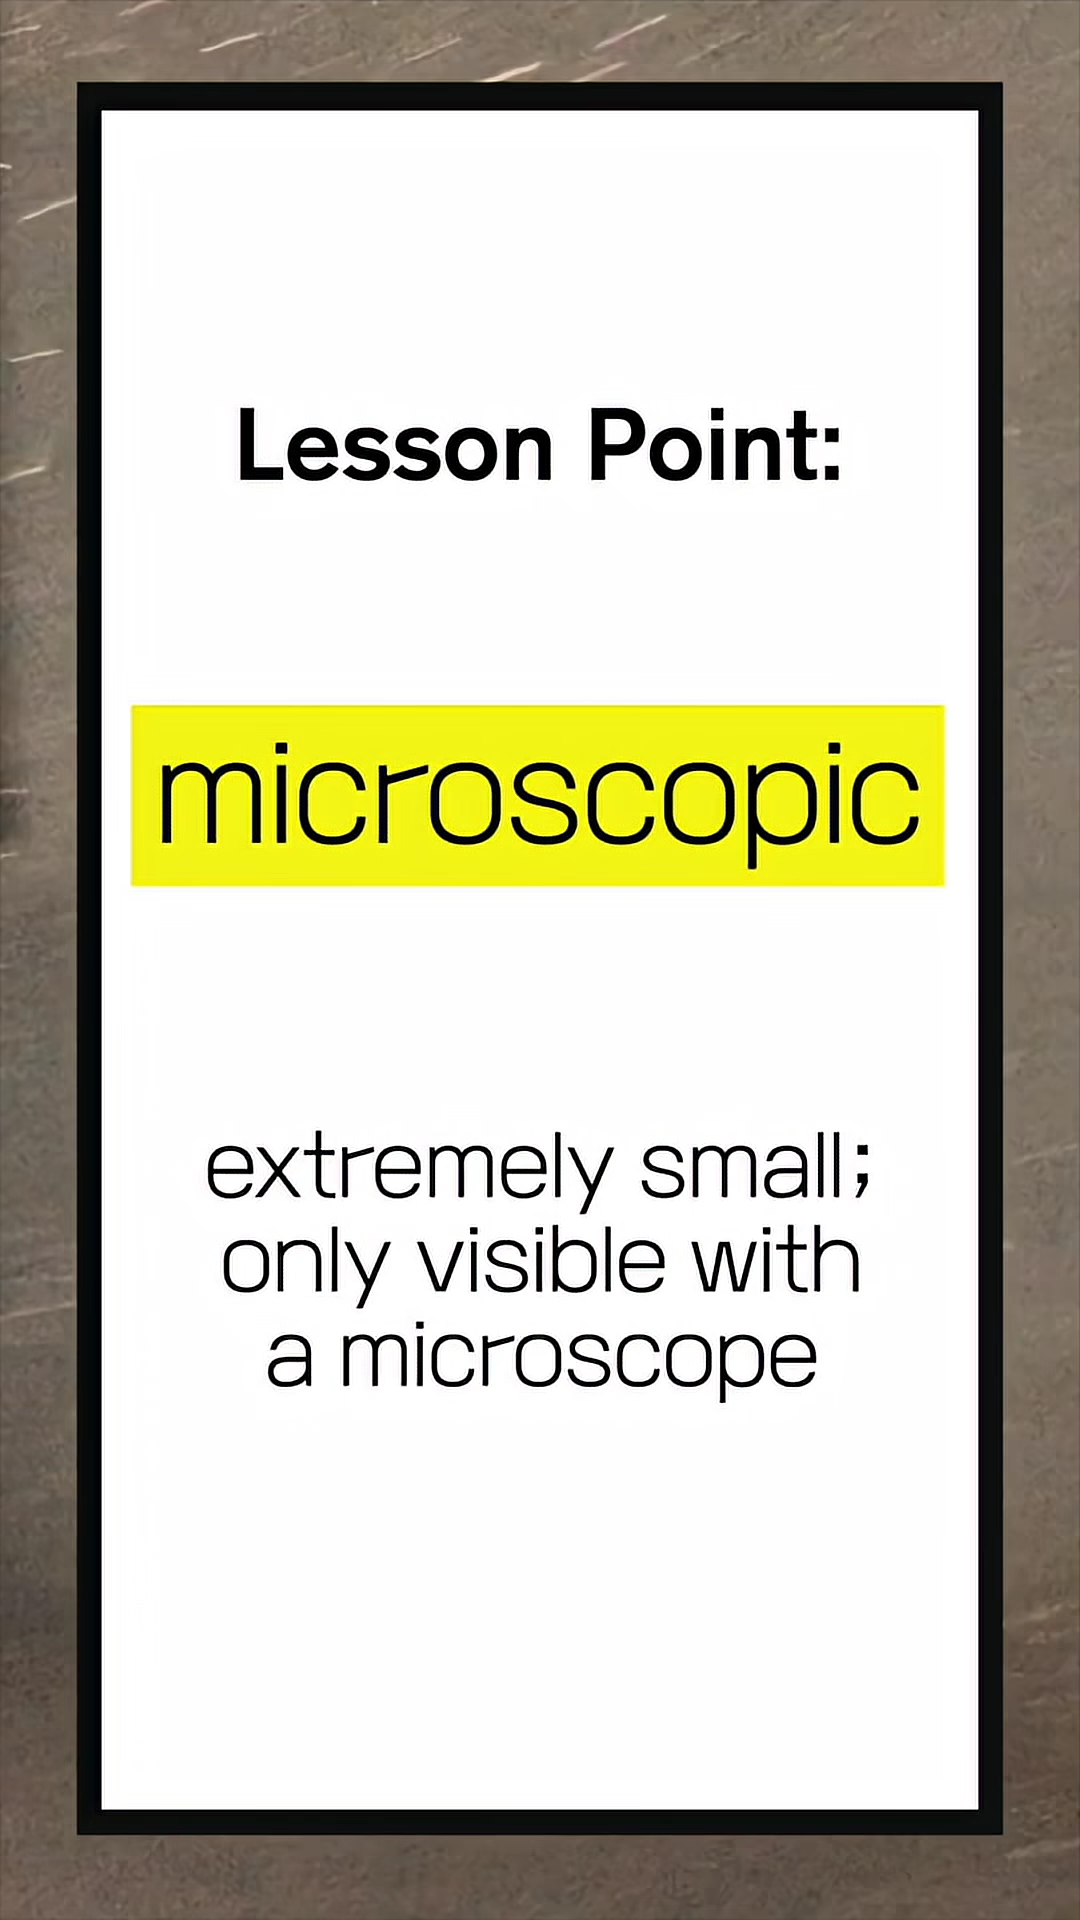 Lesson Point:
microscopic
extremely small;
only visible with
a microscope